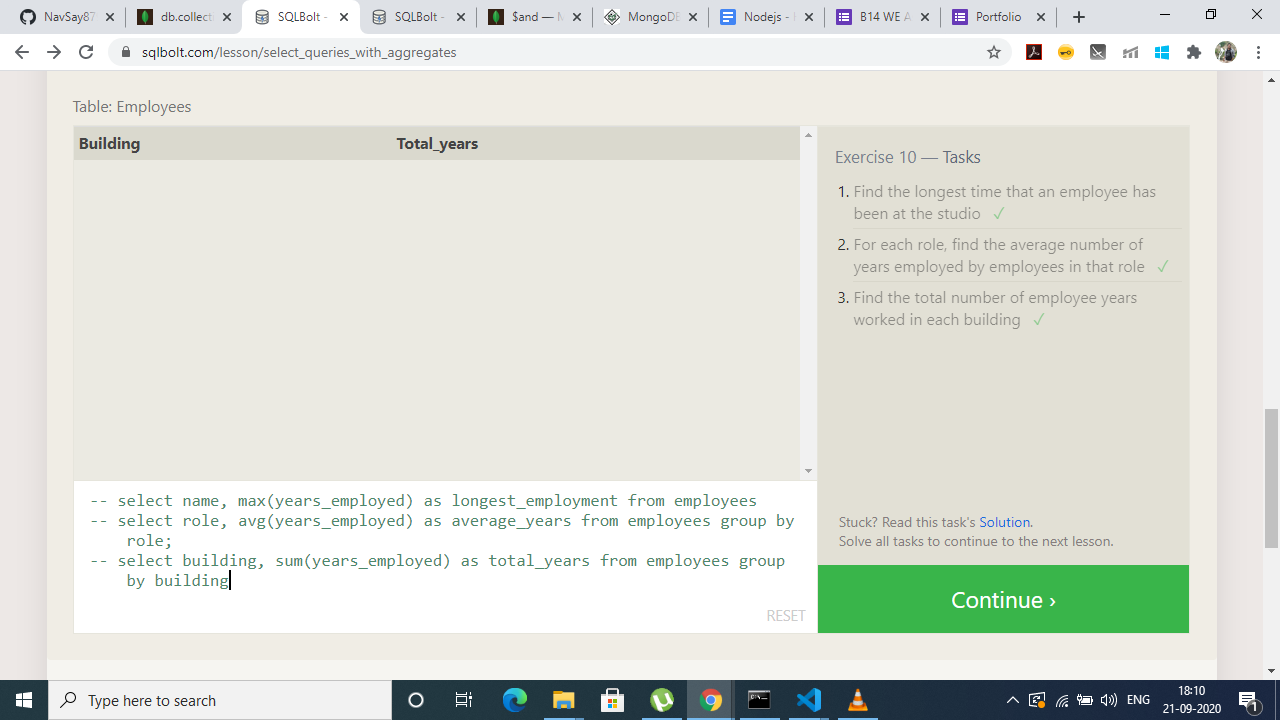 NavSay87
db.collect
SQLBolt -
SQLBolt -
$and — M
MongoDB
Nodejs -
B14 WE A
Portfolio
sqlbolt.com/lesson/select_queries_with_aggregates
Table: Employees
Building Total_years
Exercise 10 — Tasks
1. Find the longest time that an employee has
been at the studio ✓
2. For each role, find the average number of
years employed by employees in that role ✓
3. Find the total number of employee years
worked in each building ✓
-- select name, max(years_employed) as longest_employment from employees
-- select role, avg(years_employed) as average_years from employees group by
role;
-- select building, sum(years_employed) as total_years from employees group
by building
RESET
Stuck? Read this task's Solution.
Solve all tasks to continue to the next lesson.
Continue ›
Type here to search
ENG
18:10
21-09-2020
1